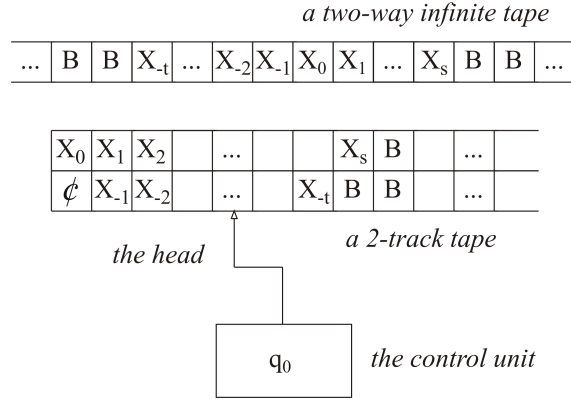 a two-way infinite tape
... B B X-t ... X-2 X-1 X0 X1 ... Xs B B ...
X0 X1 X2 ... Xs B ...
¢ X-1 X-2 ... X-t B B ...
a 2-track tape
the head
q0 the control unit